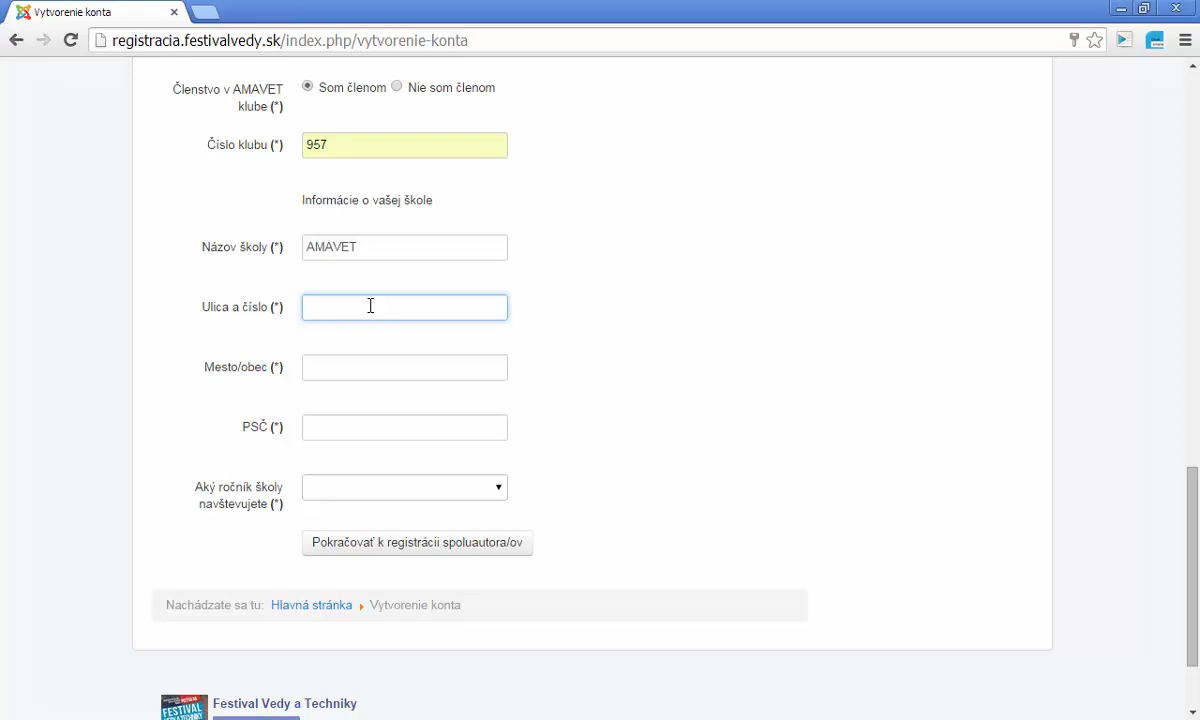 Vytvorenie konta
registracia.festivalvedy.sk/index.php/vytvorenie-konta
Členstvo v AMAVET
klube (*)
Som členom Nie som členom
Číslo klubu (*) 957
Informácie o vašej škole
Názov školy (*) AMAVET
Ulica a číslo (*)
Mesto/obec (*)
PSČ (*)
Aký ročník školy
navštevujete (*)
Pokračovať k registrácii spoluautora/ov
Nachádzate sa tu: Hlavná stránka Vytvorenie konta
FESTIVAL
Festival Vedy a Techniky